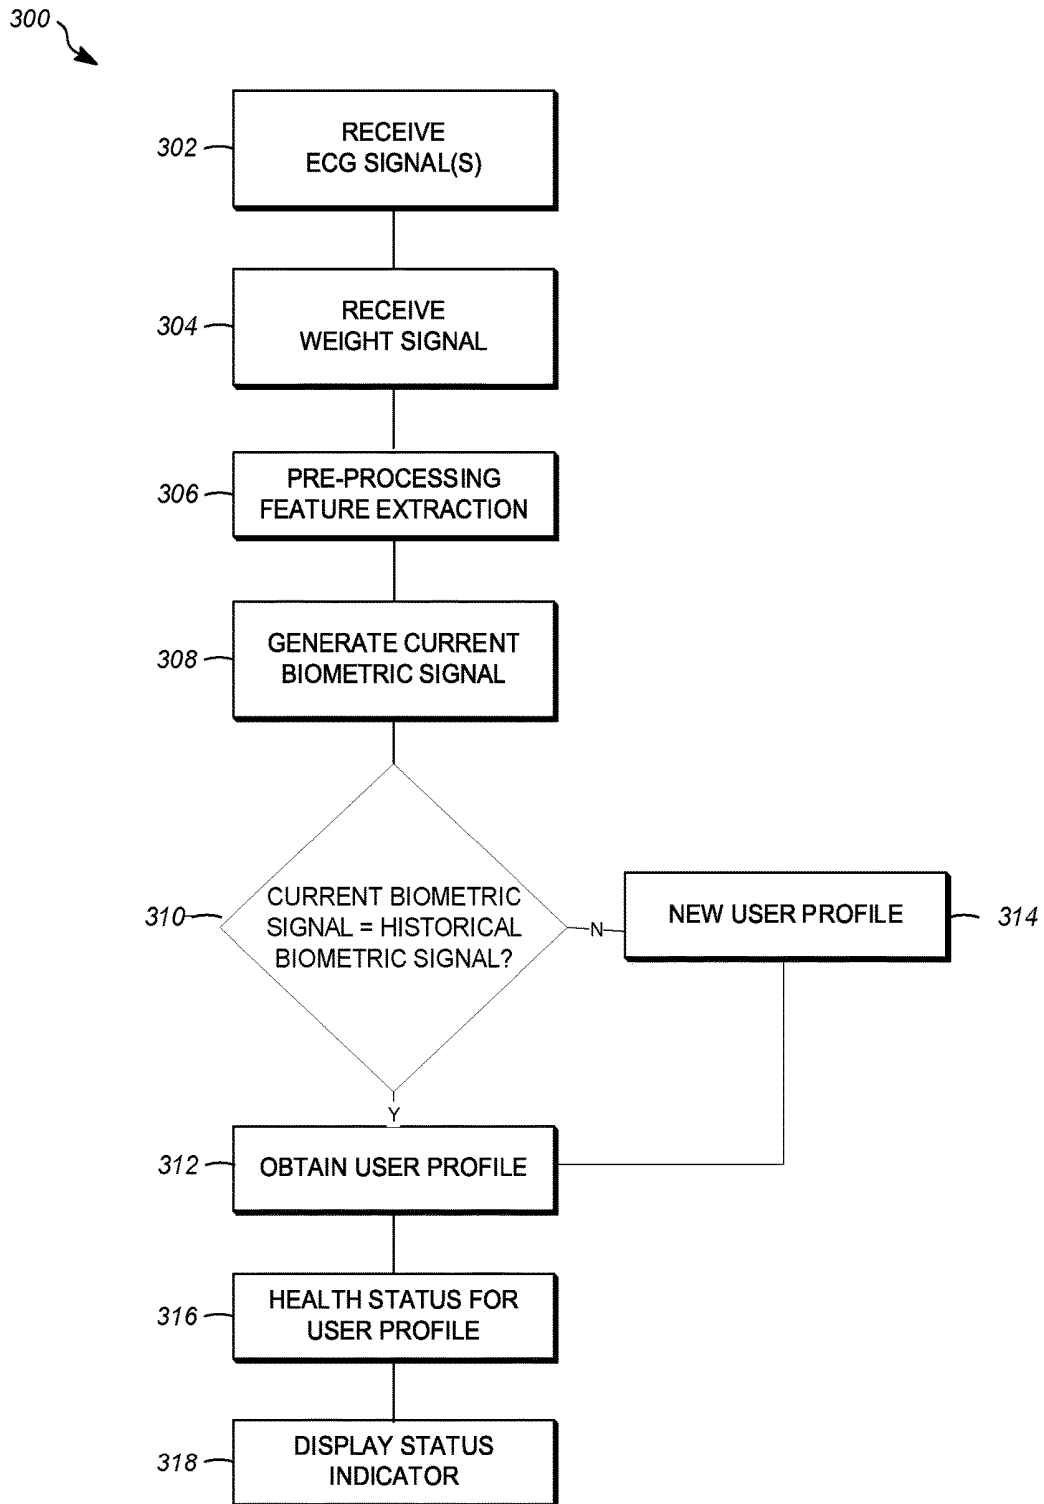 300
302
RECEIVE
ECG SIGNAL(S)
304
RECEIVE
WEIGHT SIGNAL
306
PRE-PROCESSING
FEATURE EXTRACTION
308
GENERATE CURRENT
BIOMETRIC SIGNAL
310
CURRENT BIOMETRIC
SIGNAL = HISTORICAL
BIOMETRIC SIGNAL?
N
NEW USER PROFILE
314
Y
312
OBTAIN USER PROFILE
316
HEALTH STATUS FOR
USER PROFILE
318
DISPLAY STATUS
INDICATOR